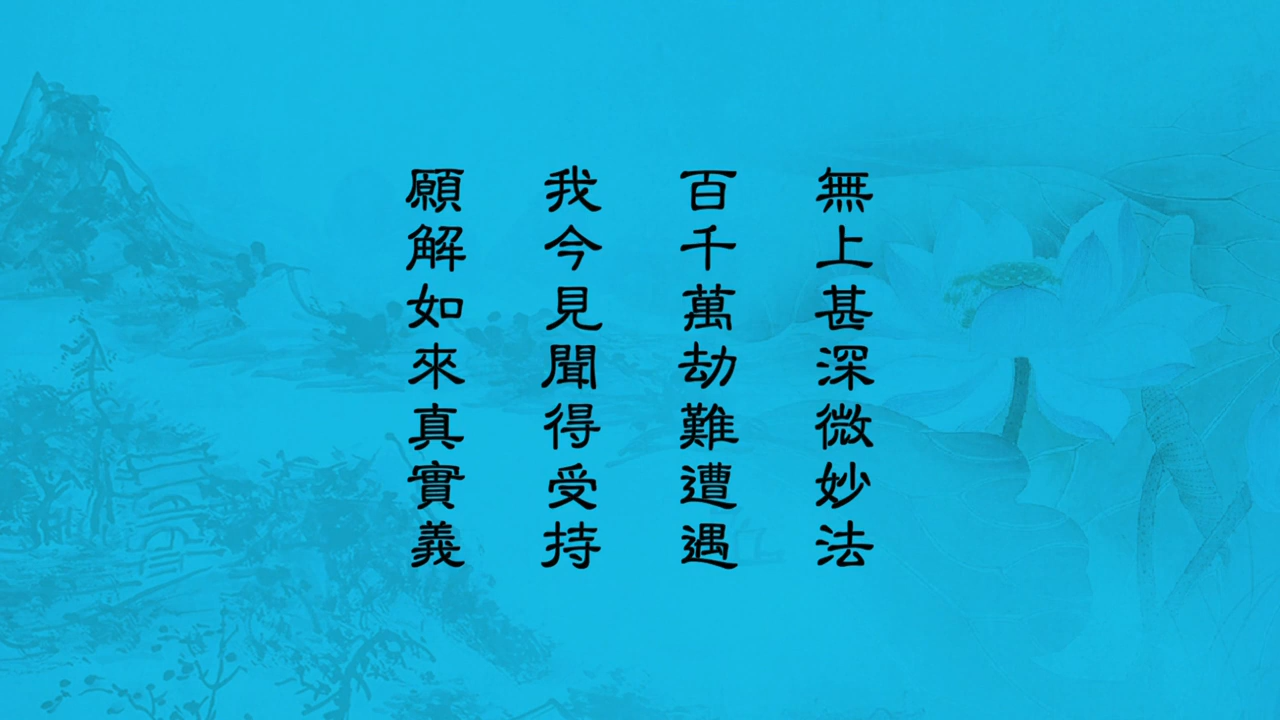 無上甚深微妙法
百千萬劫難遭遇
我今見聞得受持
願解如來真實義